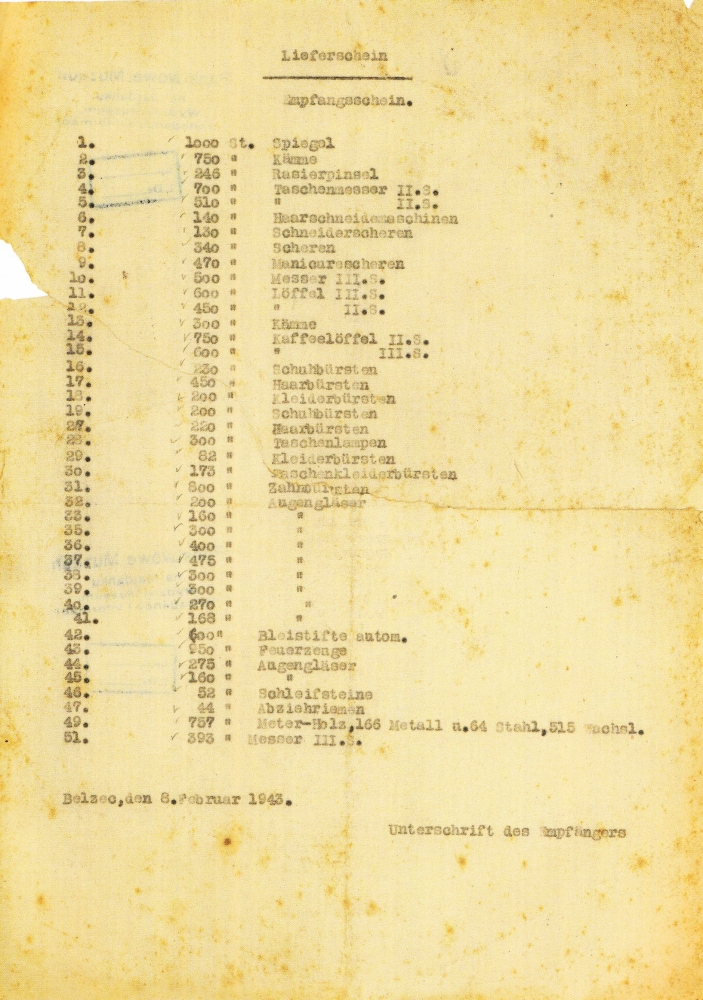 Lieferschein
Empfangsschein.
1. 1000 St. Spiegel
2. 750 " Kämme
3. 246 " Rasierpinsel
4. 700 " Taschenmesser II.S.
5. 510 " " II.S.
6. 140 " Haarschneidemaschinen
7. 130 " Schneiderscheren
8. 340 " Scheren
9. 470 " Manicurescheren
10. 500 " Messer III.S.
11. 600 " Löffel III.S.
12. 450 " " II.S.
13. 300 " Kämme
14. 750 " Kaffeelöffel II.S.
15. 600 " " III.S.
16. 230 " Schuhbürsten
17. 450 " Haarbürsten
18. 200 " Kleiderbürsten
19. 200 " Schuhbürsten
27. 220 " Haarbürsten
28. 300 " Taschenlampen
29. 82 " Kleiderbürsten
30. 173 " Taschenkleiderbürsten
31. 800 " Zahnbürsten
32. 200 " Augengläser
33. 160 " "
35. 300 " "
36. 400 " "
37. 475 " "
38. 300 " "
39. 300 " "
40. 270 " "
41. 168 " "
42. 600 " Bleistifte autom.
43. 950 " Feuerzenge
44. 275 " Augengläser
45. 160 " "
46. 52 " Schleifsteine
47. 44 " Abziehriemen
49. 757 " Meter-Holz,166 Metall u.64 Stahl,515 Wachsl.
51. 393 " Messer III.S.
Belzec,den 8.Februar 1943.
Unterschrift des Empfängers